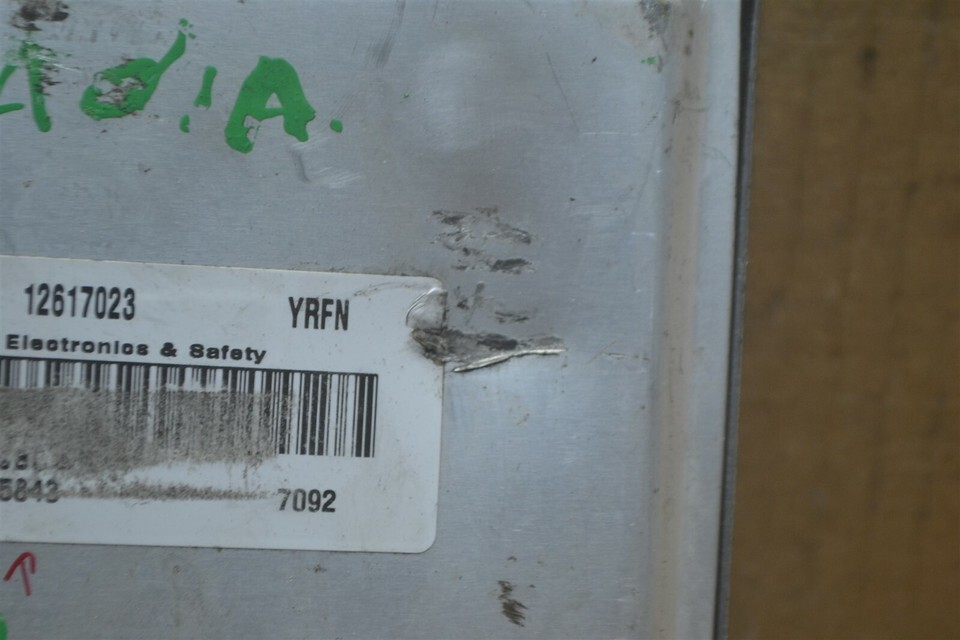 12617023 YRFN
Electronics & Safety
5843 7092